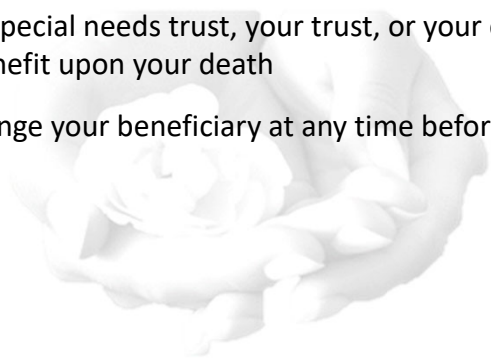 pecial needs trust, your trust, or your
nefit upon your death
nge your beneficiary at any time befor